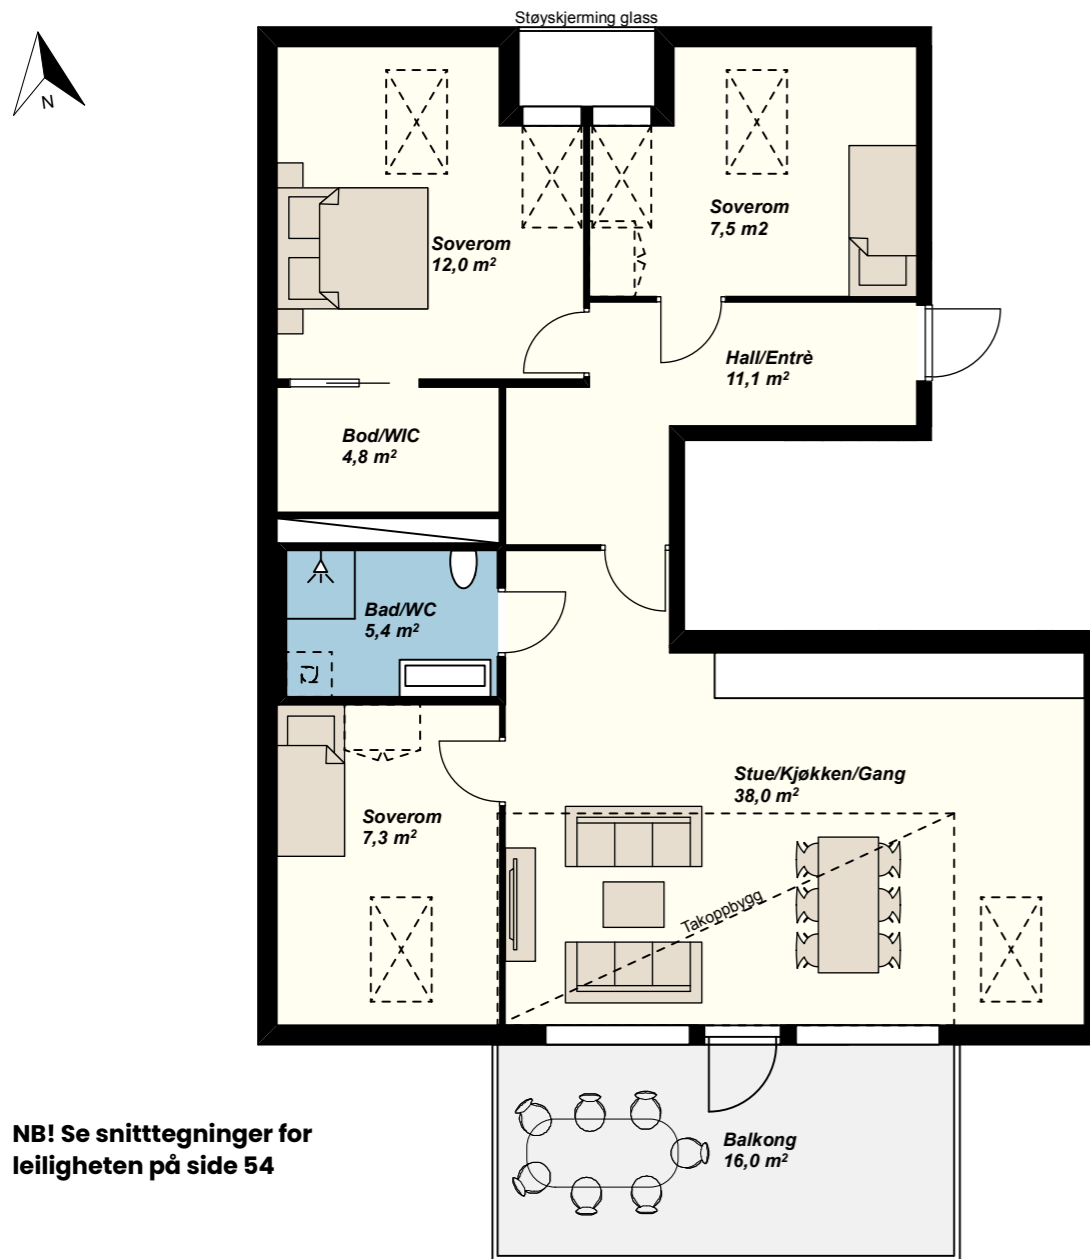 Støyskjerming glass
N
Soverom
7,5 m2
Soverom
12,0 m²
Hall/Entrè
11,1 m²
Bod/WIC
4,8 m²
Bad/WC
5,4 m²
Stue/Kjøkken/Gang
38,0 m²
Soverom
7,3 m²
Takoppbygg
NB! Se snitttegninger for
leiligheten på side 54
Balkong
16,0 m²